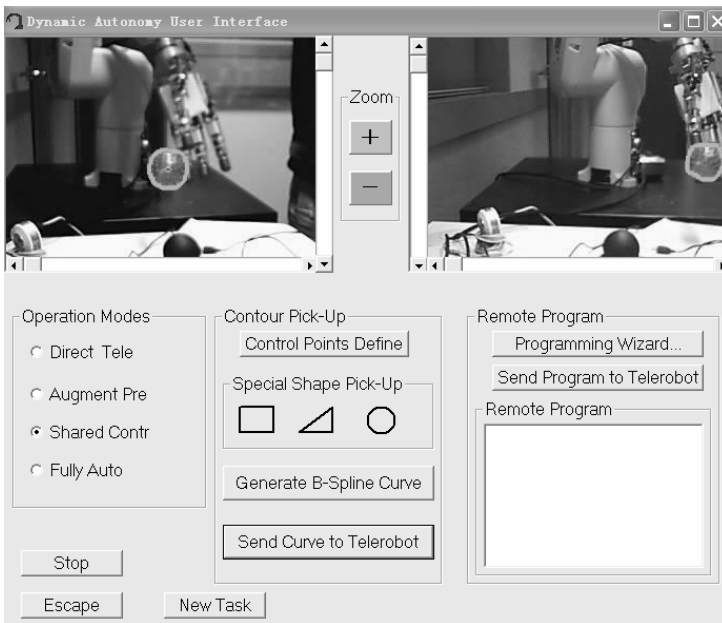 Dynamic Autonomy User Interface
Zoom
+
−
Operation Modes
Direct Tele
Augment Pre
Shared Contr
Fully Auto
Stop
Escape
New Task
Contour Pick-Up
Control Points Define
Special Shape Pick-Up
Generate B-Spline Curve
Send Curve to Telerobot
Remote Program
Programming Wizard...
Send Program to Telerobot
Remote Program